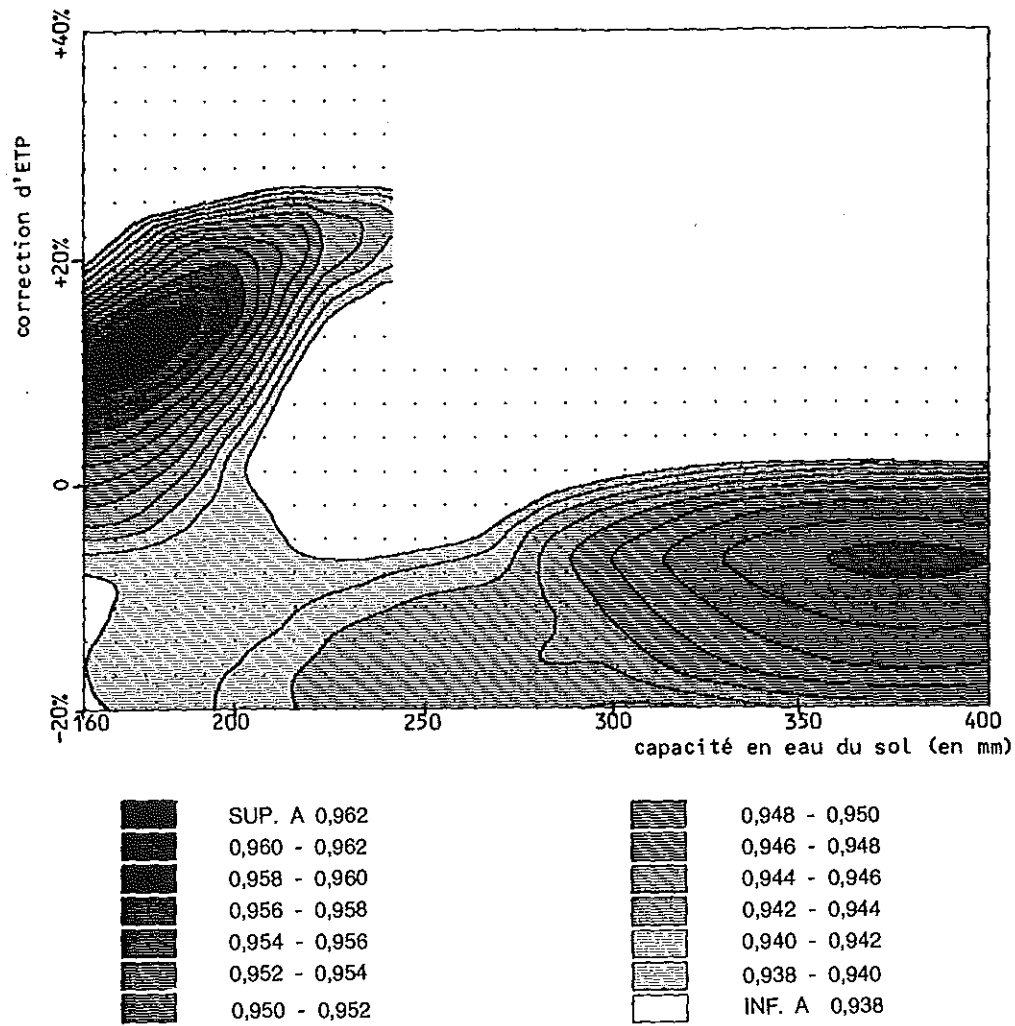 +40%
correction d'ETP
+20%
0
-20%
160
200
250
300
350
400
capacité en eau du sol (en mm)
SUP. A 0,962
0,960 - 0,962
0,958 - 0,960
0,956 - 0,958
0,954 - 0,956
0,952 - 0,954
0,950 - 0,952
0,948 - 0,950
0,946 - 0,948
0,944 - 0,946
0,942 - 0,944
0,940 - 0,942
0,938 - 0,940
INF. A 0,938